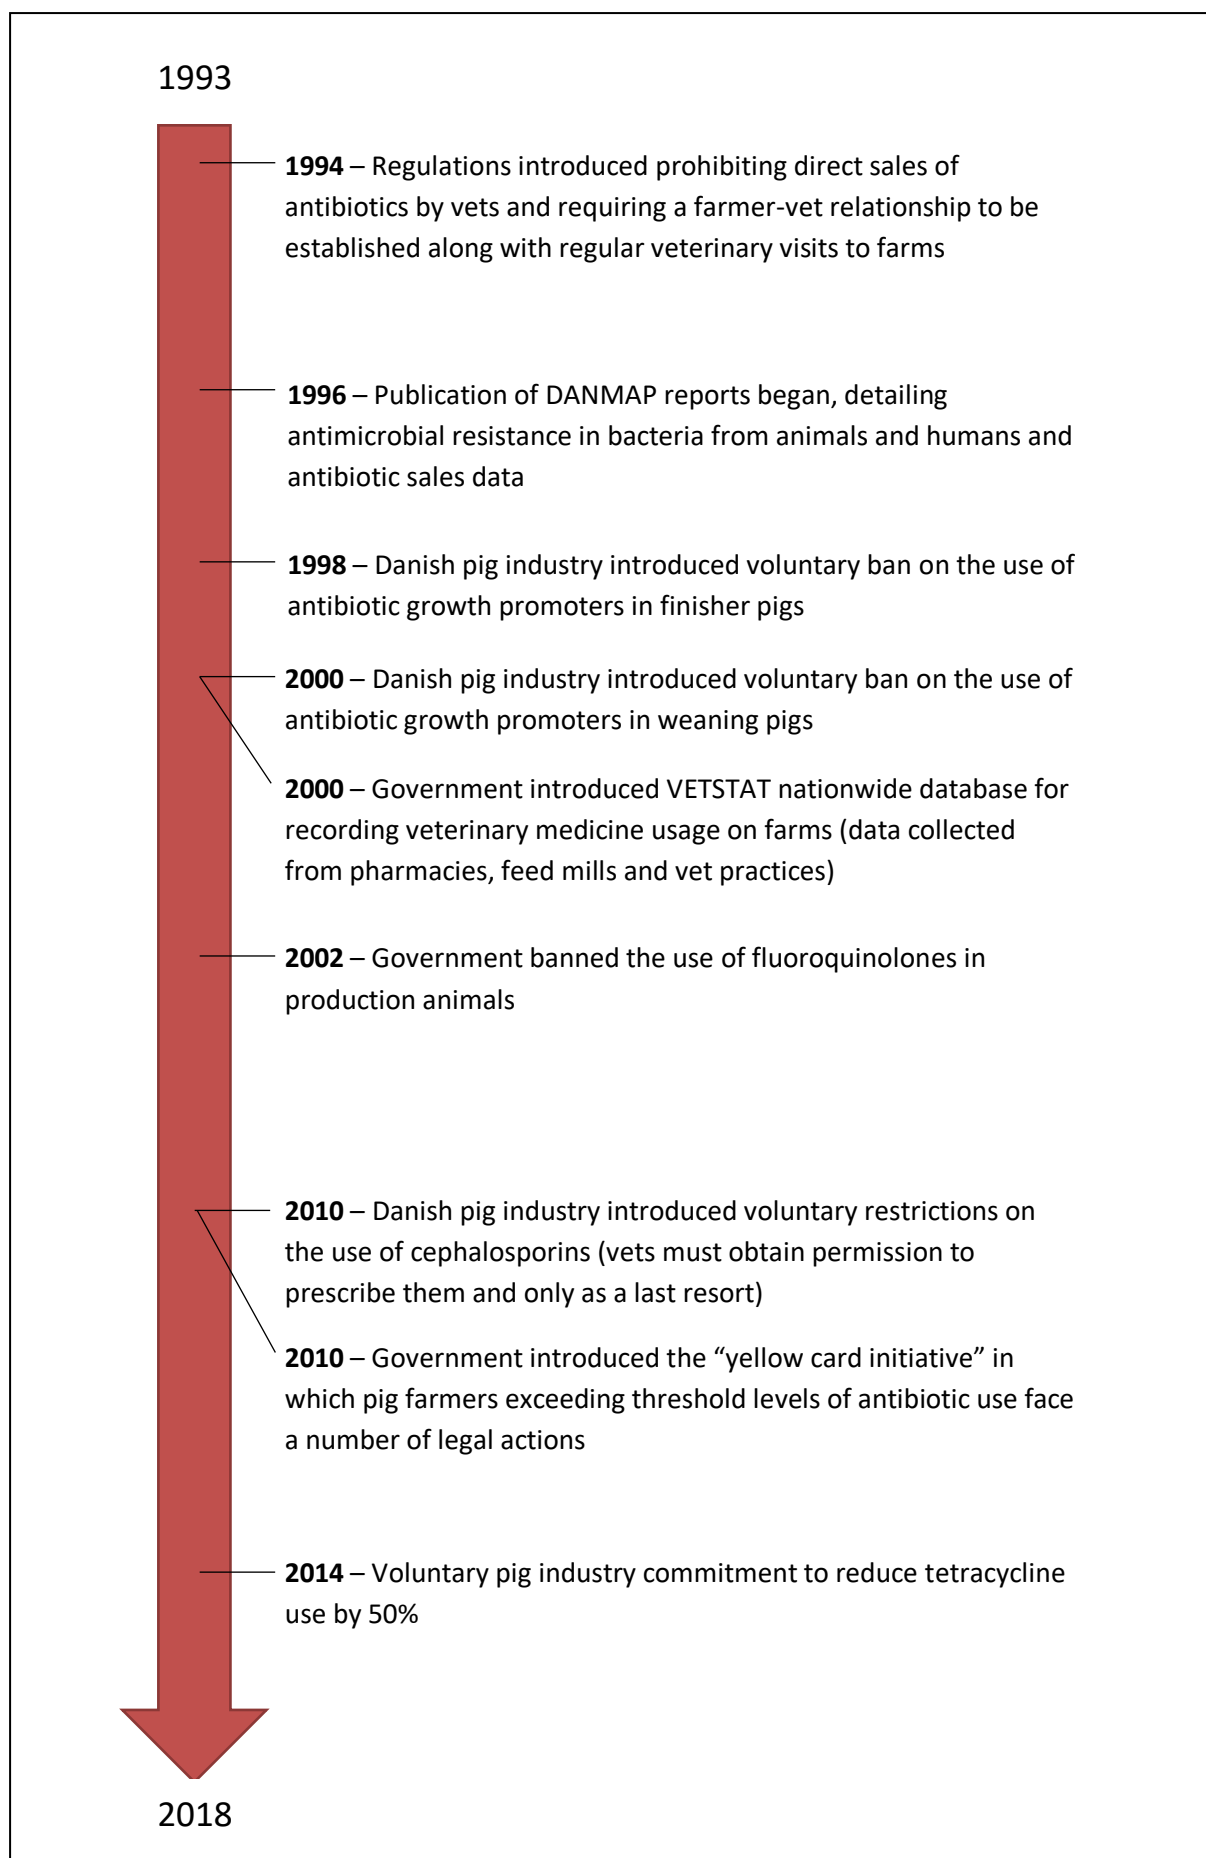 1993
1994 – Regulations introduced prohibiting direct sales of
antibiotics by vets and requiring a farmer-vet relationship to be
established along with regular veterinary visits to farms
1996 – Publication of DANMAP reports began, detailing
antimicrobial resistance in bacteria from animals and humans and
antibiotic sales data
1998 – Danish pig industry introduced voluntary ban on the use of
antibiotic growth promoters in finisher pigs
2000 – Danish pig industry introduced voluntary ban on the use of
antibiotic growth promoters in weaning pigs
2000 – Government introduced VETSTAT nationwide database for
recording veterinary medicine usage on farms (data collected
from pharmacies, feed mills and vet practices)
2002 – Government banned the use of fluoroquinolones in
production animals
2010 – Danish pig industry introduced voluntary restrictions on
the use of cephalosporins (vets must obtain permission to
prescribe them and only as a last resort)
2010 – Government introduced the “yellow card initiative” in
which pig farmers exceeding threshold levels of antibiotic use face
a number of legal actions
2014 – Voluntary pig industry commitment to reduce tetracycline
use by 50%
2018